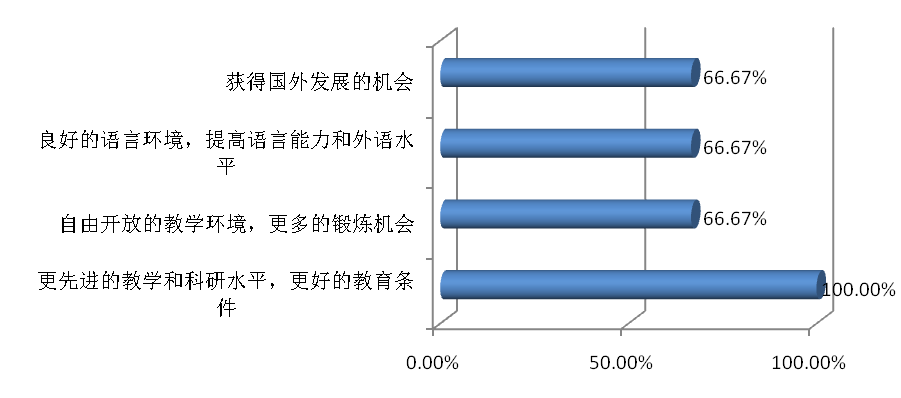 获得国外发展的机会
66.67%
良好的语言环境，提高语言能力和外语水
平
66.67%
自由开放的教学环境，更多的锻炼机会
66.67%
更先进的教学和科研水平，更好的教育条
件
100.00%
0.00%
50.00%
100.00%